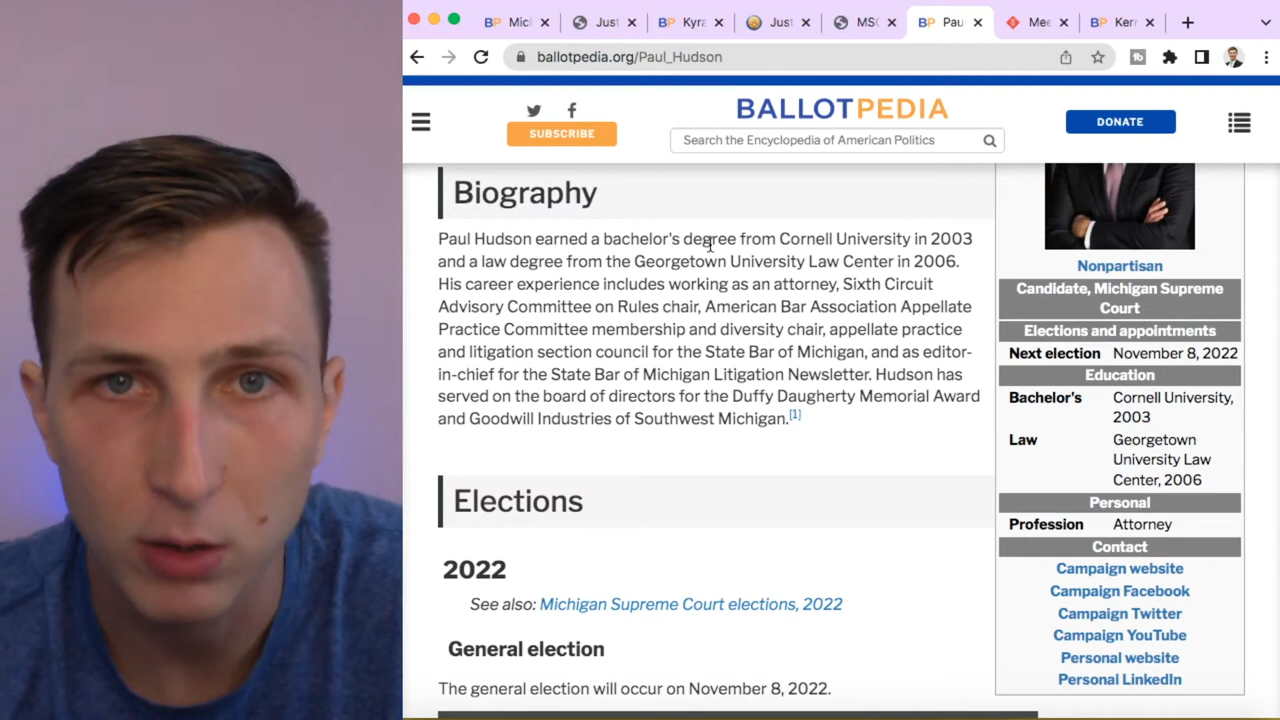 BP Mic
Just
BP Kyra
Just
MSC
BP Pau
Mee
BP Kerr
ballotpedia.org/Paul_Hudson
SUBSCRIBE
BALLOTPEDIA
Search the Encyclopedia of American Politics
DONATE
Biography
Paul Hudson earned a bachelor's degree from Cornell University in 2003
and a law degree from the Georgetown University Law Center in 2006.
His career experience includes working as an attorney, Sixth Circuit
Advisory Committee on Rules chair, American Bar Association Appellate
Practice Committee membership and diversity chair, appellate practice
and litigation section council for the State Bar of Michigan, and as editor-
in-chief for the State Bar of Michigan Litigation Newsletter. Hudson has
served on the board of directors for the Duffy Daugherty Memorial Award
and Goodwill Industries of Southwest Michigan.[1]
Elections
2022
See also: Michigan Supreme Court elections, 2022
General election
The general election will occur on November 8, 2022.
Nonpartisan
Candidate, Michigan Supreme
Court
Elections and appointments
Next election November 8, 2022
Education
Bachelor's Cornell University,
2003
Law Georgetown
University Law
Center, 2006
Personal
Profession Attorney
Contact
Campaign website
Campaign Facebook
Campaign Twitter
Campaign YouTube
Personal website
Personal LinkedIn